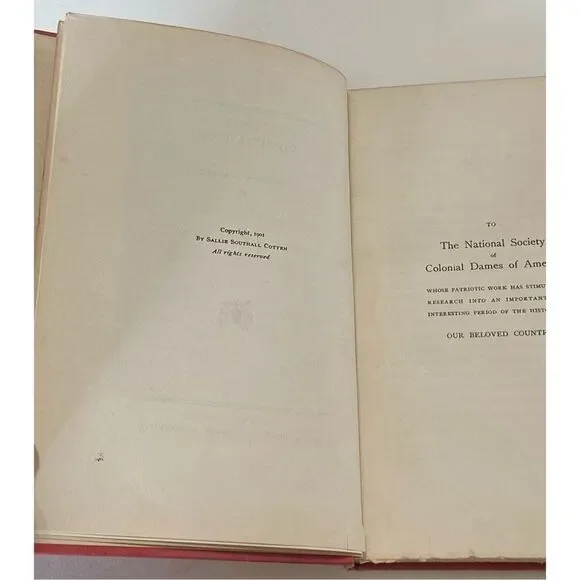 Copyright, 1901
BY SALLIE SOUTHALL COTTEN
All rights reserved
TO
The National Society
of
Colonial Dames of Ame
WHOSE PATRIOTIC WORK HAS STIMU
RESEARCH INTO AN IMPORTANT
INTERESTING PERIOD OF THE HISTO
OUR BELOVED COUNTR